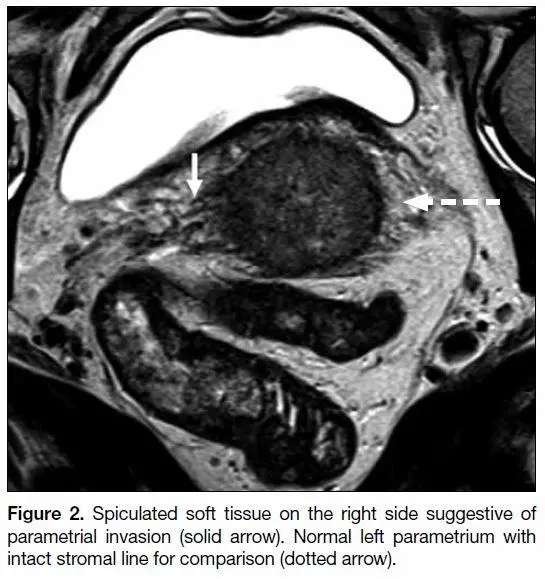 Figure 2. Spiculated soft tissue on the right side suggestive of
parametrial invasion (solid arrow). Normal left parametrium with
intact stromal line for comparison (dotted arrow).